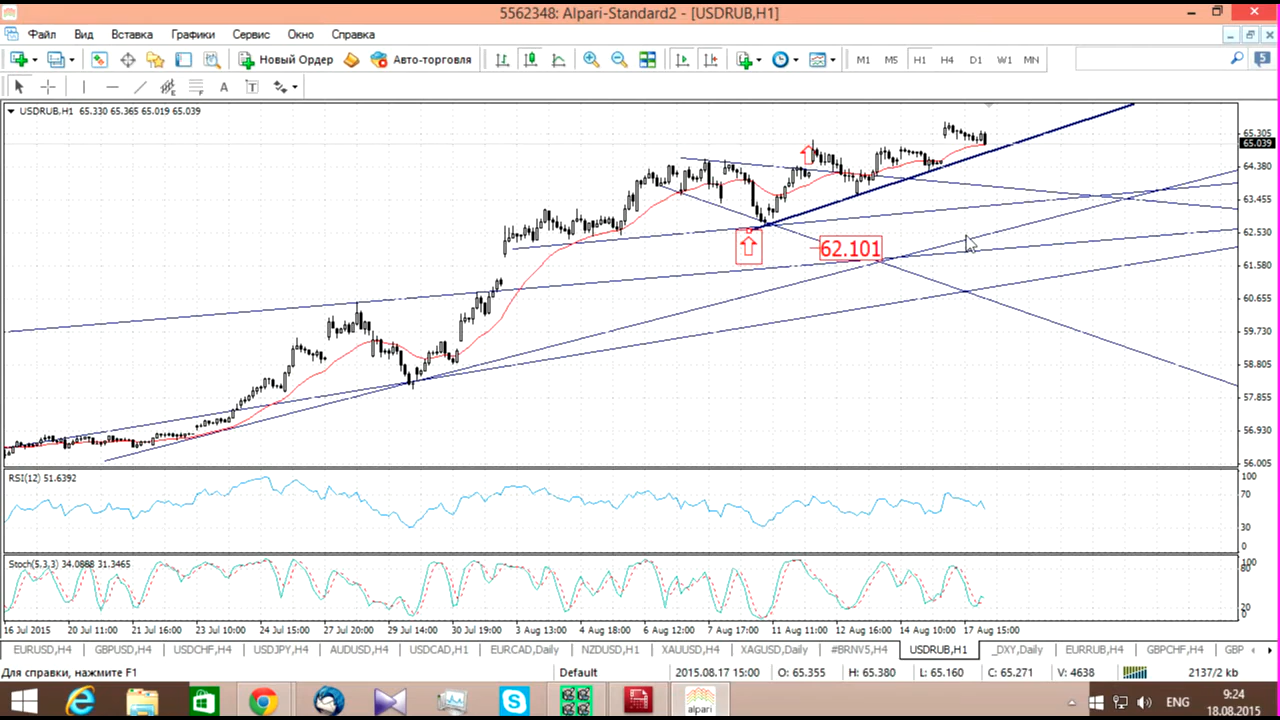 5562348: Alpari-Standard2 - [USDRUB,H1]
Файл Вид Вставка Графики Сервис Окно Справка
Новый Ордер Авто-торговля M1 M5 H1 H4 D1 W1 MN 5
A T
USDRUB,H1 65.330 65.365 65.019 65.039
65.305
65.039
64.380
63.455
62.530
62.101
61.580
60.655
59.730
58.805
57.855
56.930
56.005
RSI(12) 51.6392
100
70
30
0
Stoch(5,3,3) 34.0888 31.3465
100
80
20
0
16 Jul 2015 20 Jul 11:00 21 Jul 16:00 23 Jul 10:00 24 Jul 15:00 27 Jul 20:00 29 Jul 14:00 30 Jul 19:00 3 Aug 13:00 4 Aug 18:00 6 Aug 12:00 7 Aug 17:00 11 Aug 11:00 12 Aug 16:00 14 Aug 10:00 17 Aug 15:00
EURUSD,H4 GBPUSD,H4 USDCHF,H4 USDJPY,H4 AUDUSD,H4 USDCAD,H1 EURCAD,Daily NZDUSD,H1 XAUUSD,H4 XAGUSD,Daily #BRNV5,H4 USDRUB,H1 _DXY,Daily EURRUB,H4 GBPCHF,H4 GBP
Для справки, нажмите F1 Default 2015.08.17 15:00 O: 65.355 H: 65.380 L: 65.160 C: 65.271 V: 4638 2137/2 kb
alpari ENG 9:24
18.08.2015